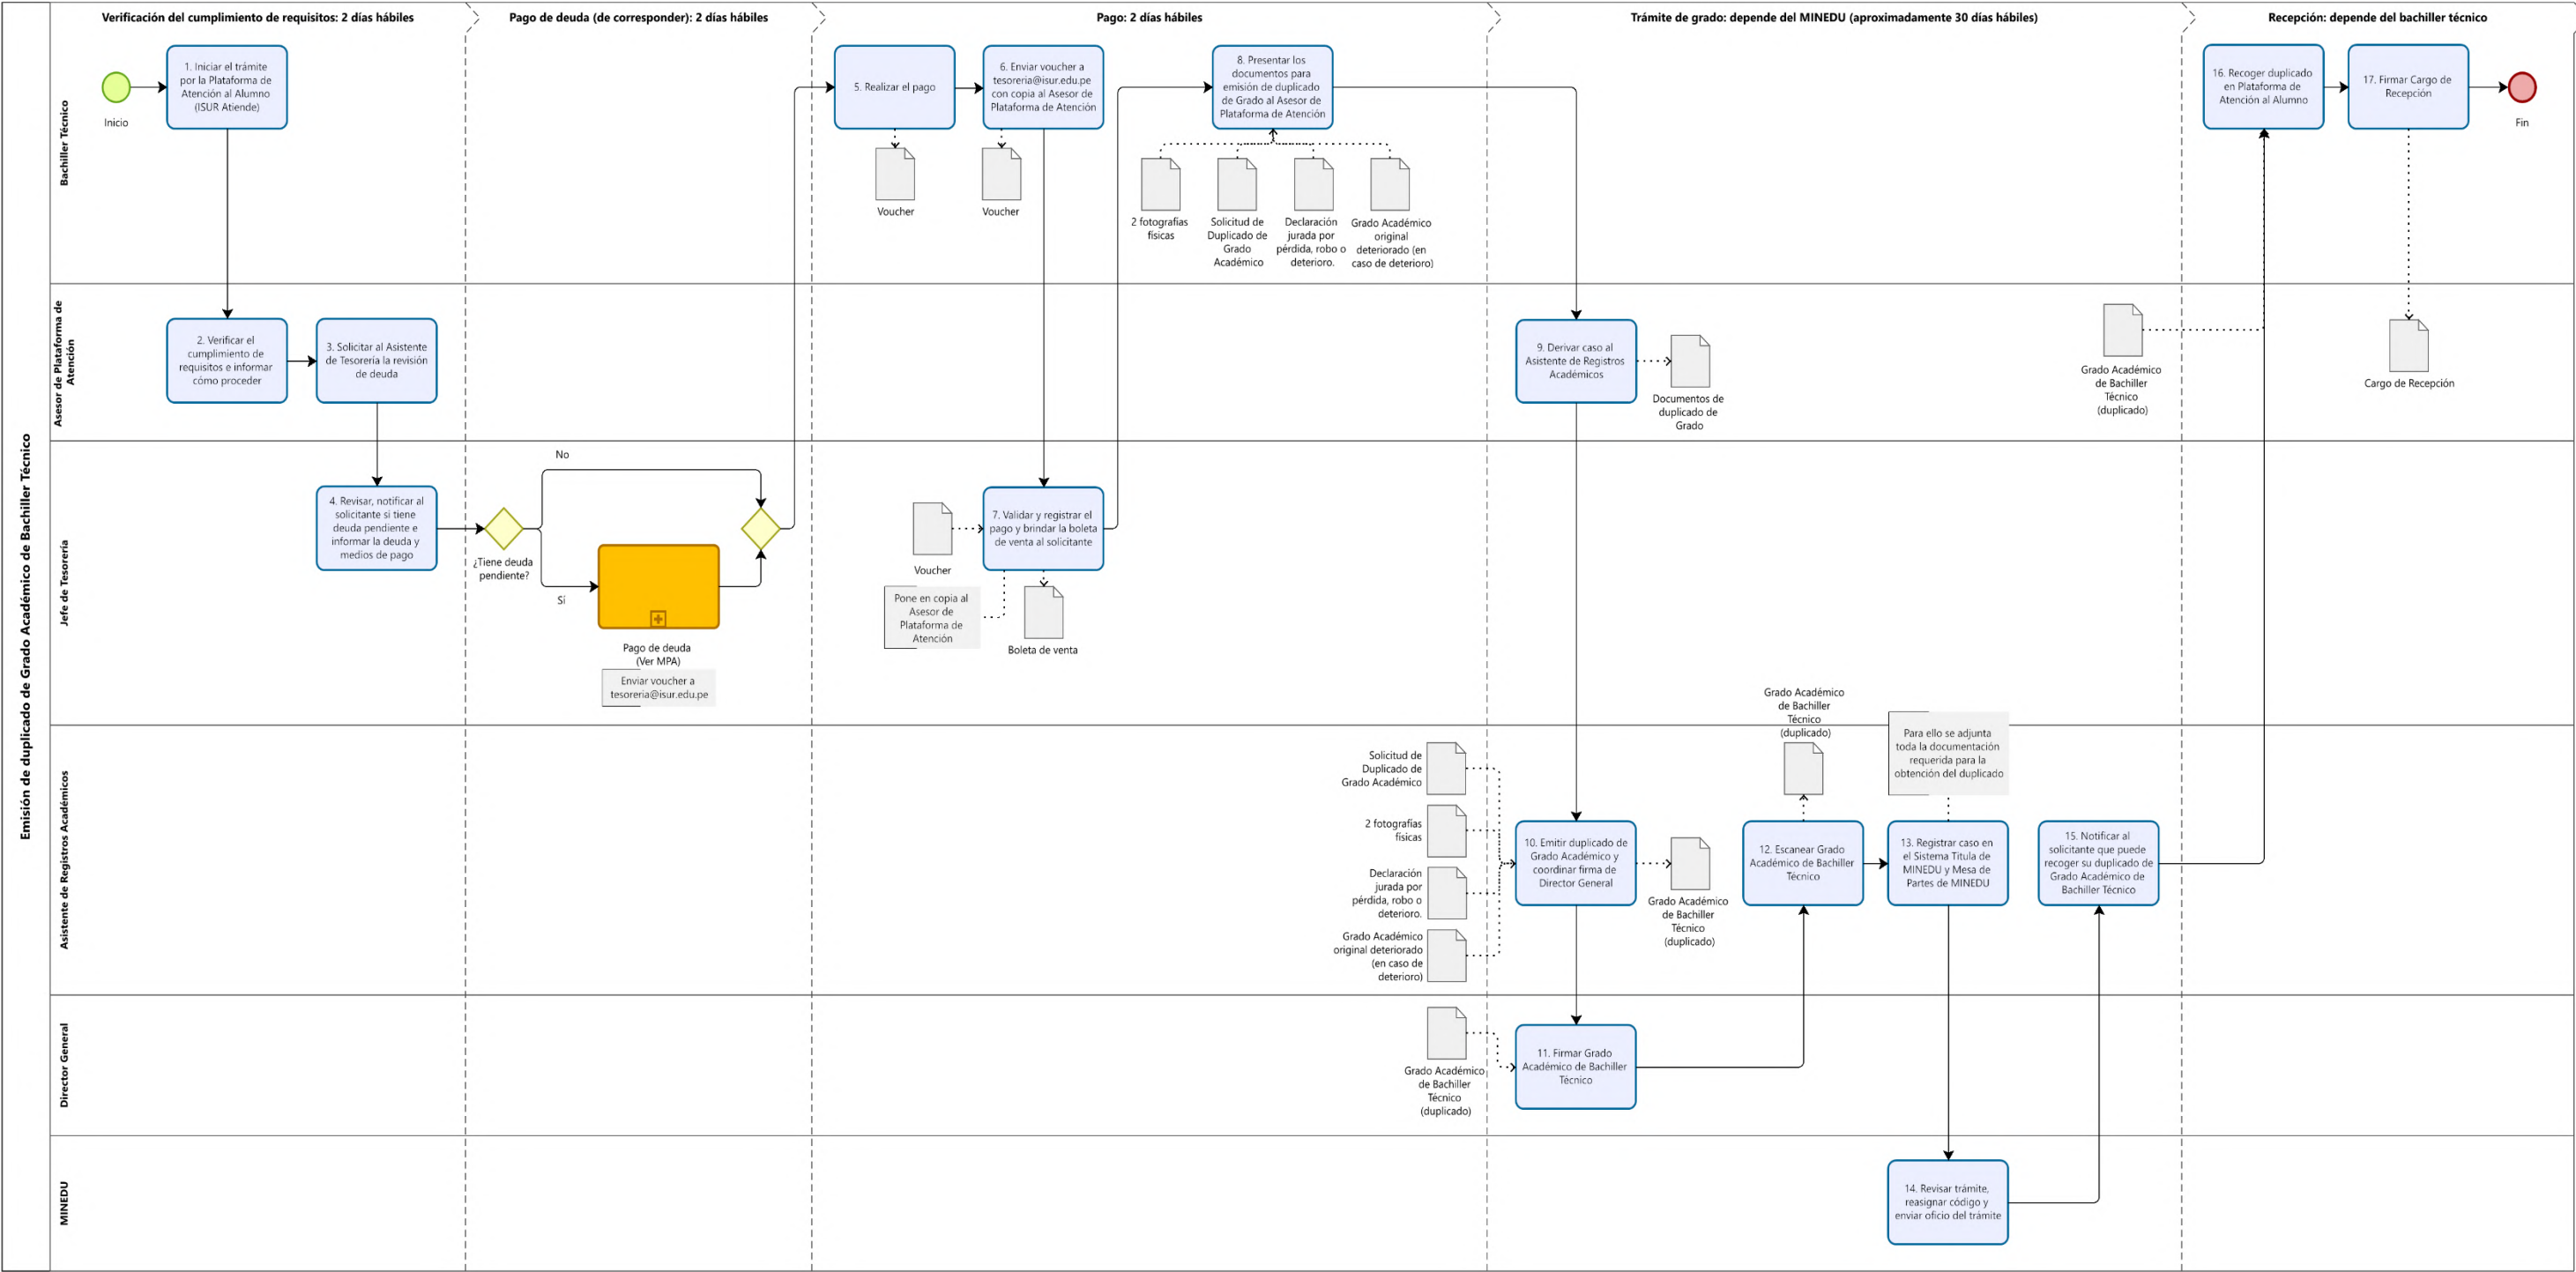 Verificación del cumplimiento de requisitos: 2 días hábiles
Pago de deuda (de corresponder): 2 días hábiles
Pago: 2 días hábiles
Trámite de grado: depende del MINEDU (aproximadamente 30 días hábiles)
Recepción: depende del bachiller técnico
Emisión de duplicado de Grado Académico de Bachiller Técnico
Bachiller Técnico
Inicio
1. Iniciar el trámite
por la Plataforma de
Atención al Alumno
(ISUR Atiende)
5. Realizar el pago
Voucher
6. Enviar voucher a
tesoreria@isur.edu.pe
con copia al Asesor de
Plataforma de Atención
Voucher
8. Presentar los
documentos para
emisión de duplicado
de Grado al Asesor de
Plataforma de Atención
2 fotografías
físicas
Solicitud de
Duplicado de
Grado
Académico
Declaración
jurada por
pérdida, robo o
deterioro.
Grado Académico
original
deteriorado (en
caso de deterioro)
16. Recoger duplicado
en Plataforma de
Atención al Alumno
17. Firmar Cargo de
Recepción
Fin
Asesor de Plataforma de
Atención
2. Verificar el
cumplimiento de
requisitos e informar
cómo proceder
3. Solicitar al Asistente
de Tesorería la revisión
de deuda
9. Derivar caso al
Asistente de Registros
Académicos
Documentos de
duplicado de
Grado
Grado Académico
de Bachiller
Técnico
(duplicado)
Cargo de Recepción
Jefe de Tesorería
4. Revisar, notificar al
solicitante si tiene
deuda pendiente e
informar la deuda y
medios de pago
¿Tiene deuda
pendiente?
No
Sí
Pago de deuda
(Ver MPA)
Enviar voucher a
tesoreria@isur.edu.pe
Voucher
7. Validar y registrar el
pago y brindar la boleta
de venta al solicitante
Pone en copia al
Asesor de
Plataforma de
Atención
Boleta de venta
Asistente de Registros Académicos
Solicitud de
Duplicado de
Grado Académico
2 fotografías
físicas
Declaración
jurada por
pérdida, robo o
deterioro.
Grado Académico
original deteriorado
(en caso de
deterioro)
10. Emitir duplicado de
Grado Académico y
coordinar firma de
Director General
Grado Académico
de Bachiller
Técnico
(duplicado)
Grado Académico
de Bachiller
Técnico
(duplicado)
12. Escanear Grado
Académico de Bachiller
Técnico
Para ello se adjunta
toda la documentación
requerida para la
obtención del duplicado
13. Registrar caso en
el Sistema Titula de
MINEDU y Mesa de
Partes de MINEDU
15. Notificar al
solicitante que puede
recoger su duplicado de
Grado Académico de
Bachiller Técnico
Director General
Grado Académico
de Bachiller
Técnico
(duplicado)
11. Firmar Grado
Académico de Bachiller
Técnico
MINEDU
14. Revisar trámite,
reasignar código y
enviar oficio del trámite